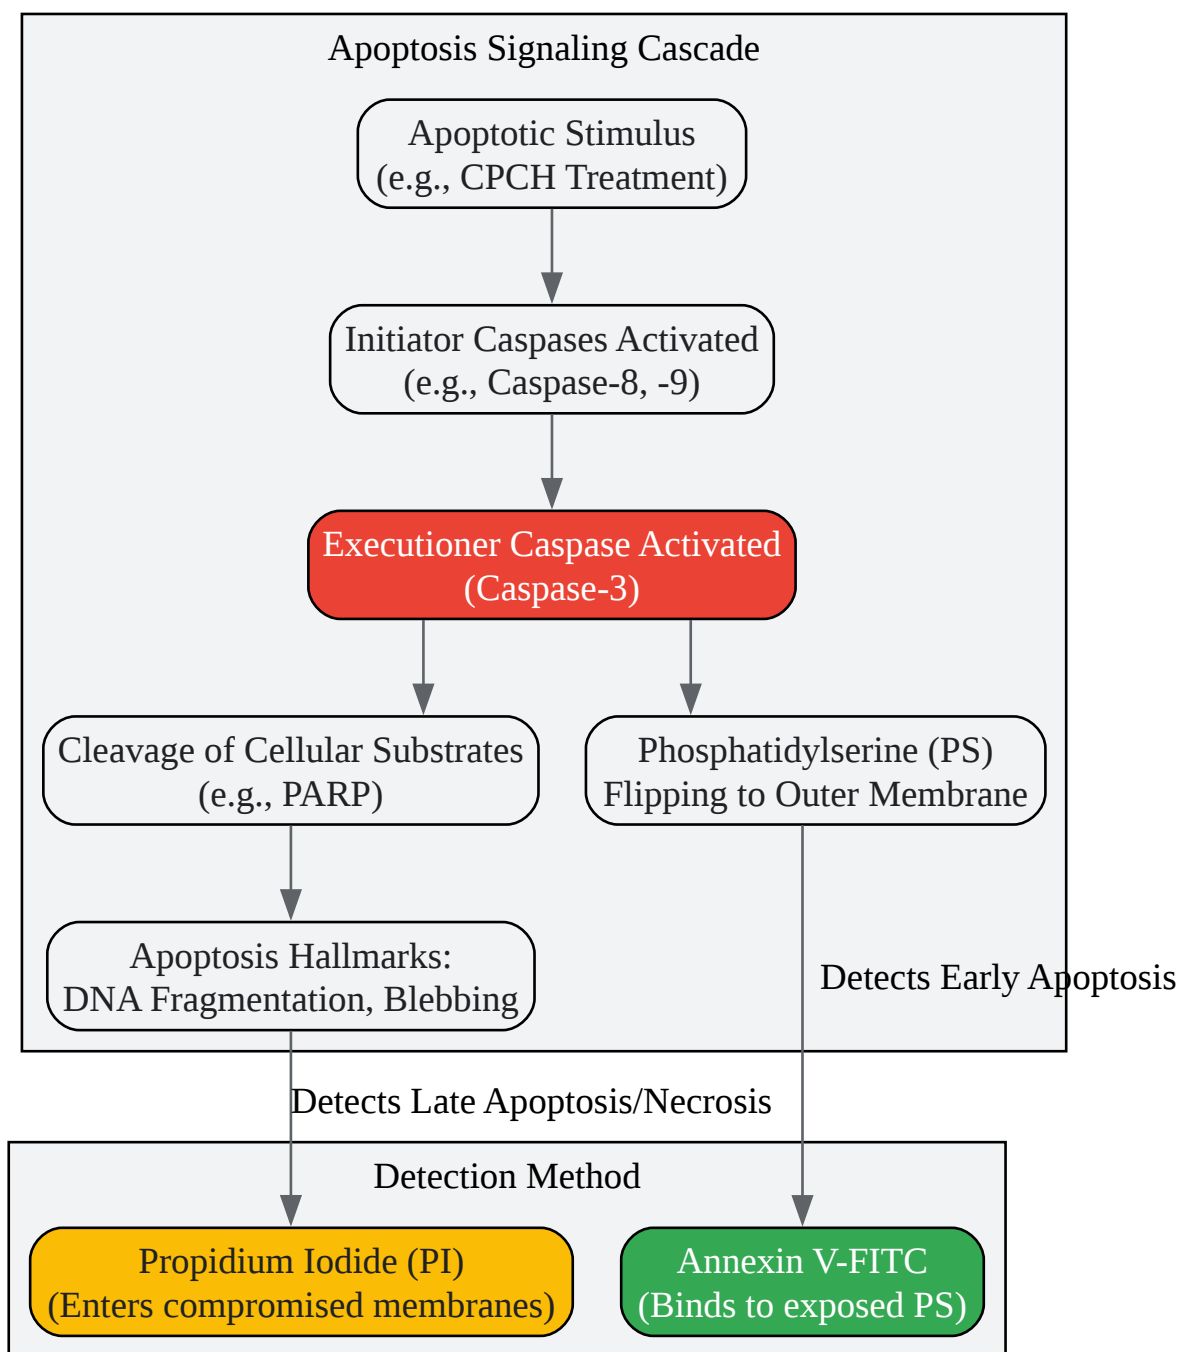 Apoptosis Signaling Cascade
Apoptotic Stimulus
(e.g., CPCH Treatment)
Initiator Caspases Activated
(e.g., Caspase-8, -9)
Executioner Caspase Activated
(Caspase-3)
Cleavage of Cellular Substrates
(e.g., PARP)
Phosphatidylserine (PS)
Flipping to Outer Membrane
Apoptosis Hallmarks:
DNA Fragmentation, Blebbing
Detects Early Apoptosis
Detects Late Apoptosis/Necrosis
Detection Method
Propidium Iodide (PI)
(Enters compromised membranes)
Annexin V-FITC
(Binds to exposed PS)